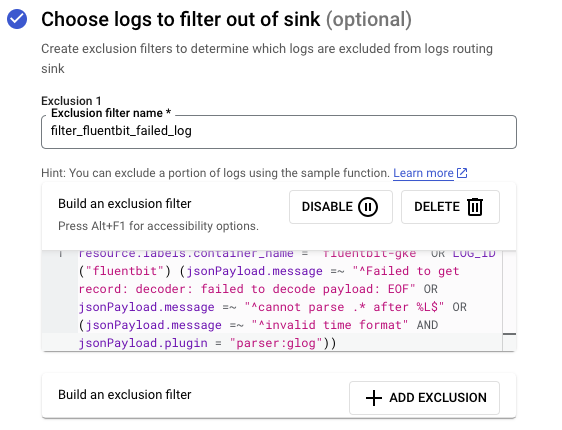 Choose logs to filter out of sink (optional)
Create exclusion filters to determine which logs are excluded from logs routing
sink
Exclusion 1
Exclusion filter name *
filter_fluentbit_failed_log
Hint: You can exclude a portion of logs using the sample function. Learn more
Build an exclusion filter
DISABLE
DELETE
Press Alt+F1 for accessibility options.
1 resource.labels.container_name = "fluentbit-gke" OR LOG_ID
("fluentbit") (jsonPayload.message =~ "^Failed to get
record: decoder: failed to decode payload: EOF" OR
jsonPayload.message =~ "^cannot parse .* after %L$" OR
(jsonPayload.message =~ "^invalid time format" AND
jsonPayload.plugin = "parser:glog"))
Build an exclusion filter
ADD EXCLUSION